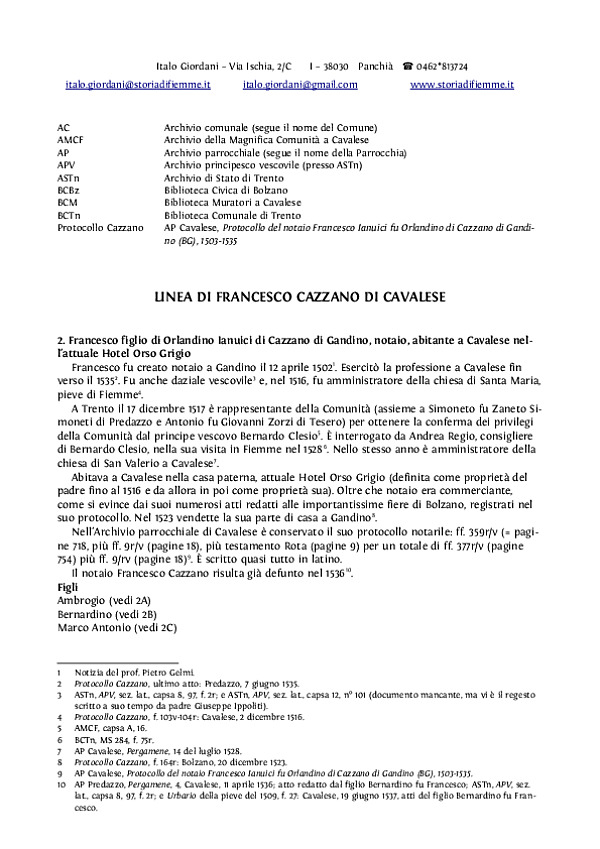 Italo Giordani – Via Ischia, 2/C I – 38030 Panchià ☎ 0462*813724
italo.giordani@storiadifiemme.it italo.giordani@gmail.com www.storiadifiemme.it
AC Archivio comunale (segue il nome del Comune)
AMCF Archivio della Magnifica Comunità a Cavalese
AP Archivio parrocchiale (segue il nome della Parrocchia)
APV Archivio principesco vescovile (presso ASTn)
ASTn Archivio di Stato di Trento
BCBz Biblioteca Civica di Bolzano
BCM Biblioteca Muratori a Cavalese
BCTn Biblioteca Comunale di Trento
Protocollo Cazzano AP Cavalese, Protocollo del notaio Francesco Ianuici fu Orlandino di Cazzano di Gandi-
no (BG), 1503-1535
LINEA DI FRANCESCO CAZZANO DI CAVALESE
2. Francesco figlio di Orlandino Ianuici di Cazzano di Gandino, notaio, abitante a Cavalese nel-
l'attuale Hotel Orso Grigio
Francesco fu creato notaio a Gandino il 12 aprile 1502¹. Esercitò la professione a Cavalese fin
verso il 1535². Fu anche daziale vescovile³ e, nel 1516, fu amministratore della chiesa di Santa Maria,
pieve di Fiemme⁴.
A Trento il 17 dicembre 1517 è rappresentante della Comunità (assieme a Simoneto fu Zaneto Si-
moneti di Predazzo e Antonio fu Giovanni Zorzi di Tesero) per ottenere la conferma dei privilegi
della Comunità dal principe vescovo Bernardo Clesio⁵. È interrogato da Andrea Regio, consigliere
di Bernardo Clesio, nella sua visita in Fiemme nel 1528⁶. Nello stesso anno è amministratore della
chiesa di San Valerio a Cavalese⁷.
Abitava a Cavalese nella casa paterna, attuale Hotel Orso Grigio (definita come proprietà del
padre fino al 1516 e da allora in poi come proprietà sua). Oltre che notaio era commerciante,
come si evince dai suoi numerosi atti redatti alle importantissime fiere di Bolzano, registrati nel
suo protocollo. Nel 1523 vendette la sua parte di casa a Gandino⁸.
Nell'Archivio parrocchiale di Cavalese è conservato il suo protocollo notarile: ff. 359r/v (= pagi-
ne 718, più ff. 9r/v (pagine 18), più testamento Rota (pagine 9) per un totale di ff. 377r/v (pagine
754) più ff. 9/rv (pagine 18)⁹. È scritto quasi tutto in latino.
Il notaio Francesco Cazzano risulta già defunto nel 1536¹⁰.
Figli
Ambrogio (vedi 2A)
Bernardino (vedi 2B)
Marco Antonio (vedi 2C)
1 Notizia del prof. Pietro Gelmi.
2 Protocollo Cazzano, ultimo atto: Predazzo, 7 giugno 1535.
3 ASTn, APV, sez. lat., capsa 8, 97, f. 2r; e ASTn, APV, sez. lat., capsa 12, n° 101 (documento mancante, ma vi è il regesto
scritto a suo tempo da padre Giuseppe Ippoliti).
4 Protocollo Cazzano, f. 103v-104r: Cavalese, 2 dicembre 1516.
5 AMCF, capsa A, 16.
6 BCTn, MS 284, f. 75r.
7 AP Cavalese, Pergamene, 14 del luglio 1528.
8 Protocollo Cazzano, f. 164r: Bolzano, 20 dicembre 1523.
9 AP Cavalese, Protocollo del notaio Francesco Ianuici fu Orlandino di Cazzano di Gandino (BG), 1503-1535.
10 AP Predazzo, Pergamene, 4, Cavalese, 11 aprile 1536; atto redatto dal figlio Bernardino fu Francesco; ASTn, APV, sez.
lat., capsa 8, 97, f. 2r; e Urbario della pieve del 1509, f. 27: Cavalese, 19 giugno 1537, atti del figlio Bernardino fu Fran-
cesco.